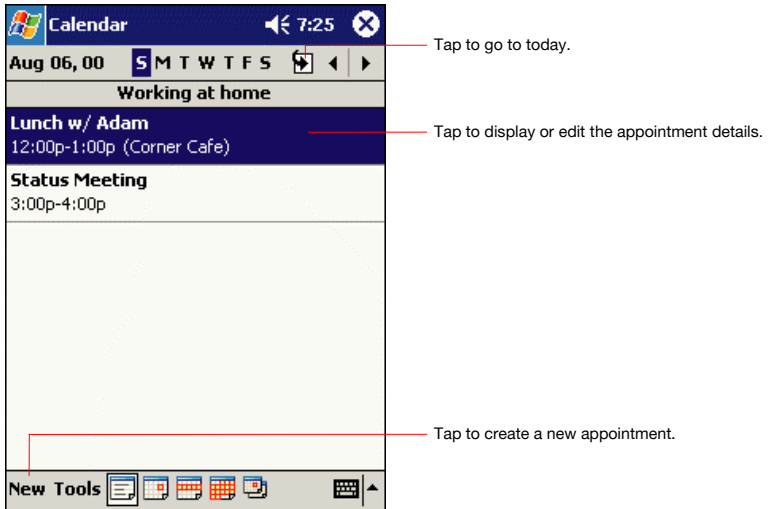 Calendar 7:25
Aug 06, 00 S M T W T F S
Tap to go to today.
Working at home
Lunch w/ Adam
12:00p-1:00p (Corner Cafe)
Tap to display or edit the appointment details.
Status Meeting
3:00p-4:00p
Tap to create a new appointment.
New Tools